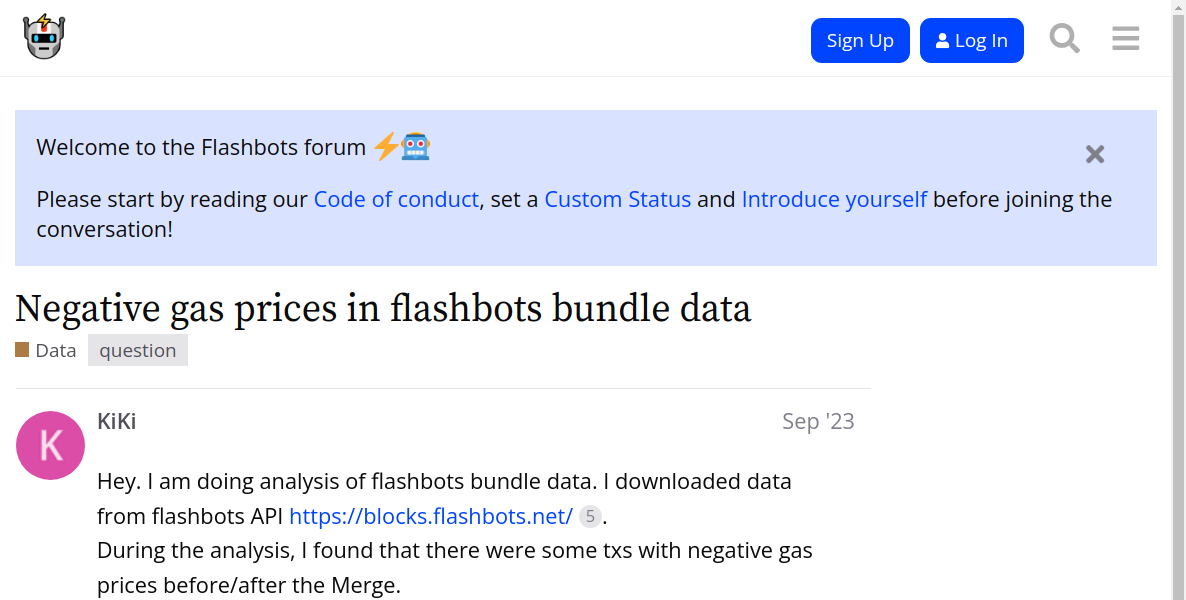 Sign Up
Log In
Welcome to the Flashbots forum
Please start by reading our Code of conduct, set a Custom Status and Introduce yourself before joining the
conversation!
Negative gas prices in flashbots bundle data
Data question
KiKi Sep '23
K
Hey. I am doing analysis of flashbots bundle data. I downloaded data
from flashbots API https://blocks.flashbots.net/ 5.
During the analysis, I found that there were some txs with negative gas
prices before/after the Merge.